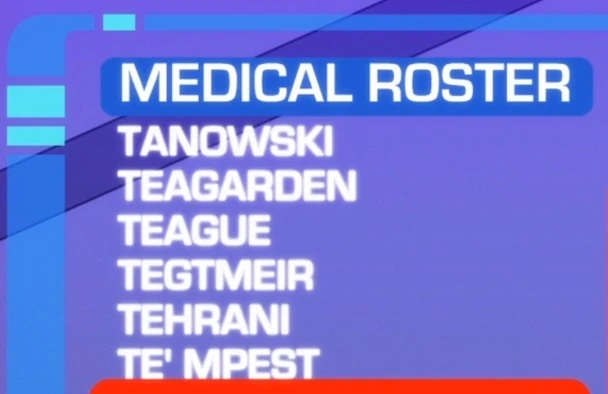 MEDICAL ROSTER
TANOWSKI
TEAGARDEN
TEAGUE
TEGTMEIR
TEHRANI
TE' MPEST